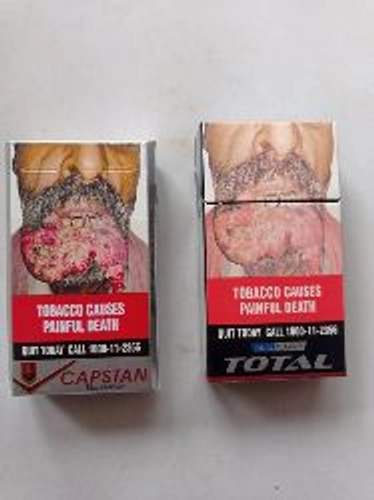 TOBACCO CAUSES
PAINFUL DEATH
QUIT TODAY CALL 1800-11-2356
CAPSTAN
TOBACCO CAUSES
PAINFUL DEATH
QUIT TODAY CALL 1800-11-2356
TOTAL